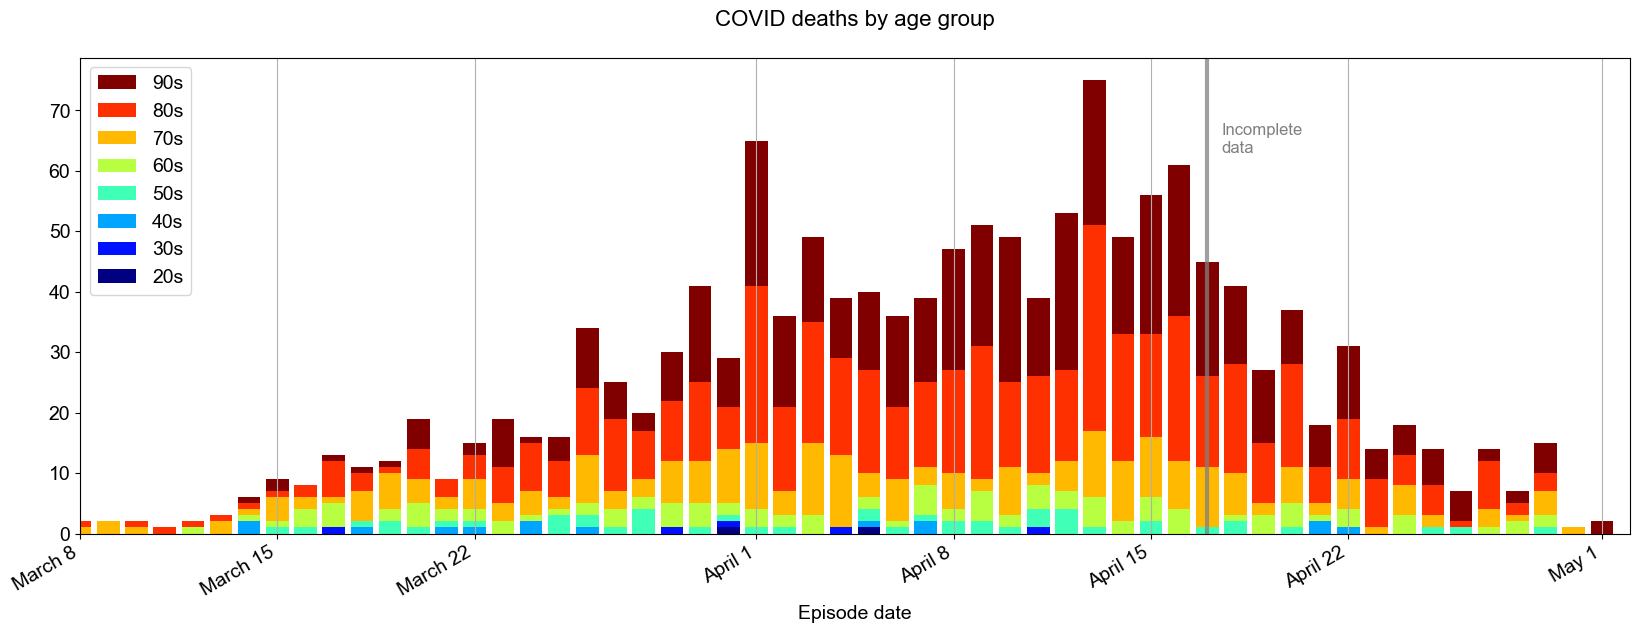 COVID deaths by age group
90s
80s
70s
60s
50s
40s
30s
20s
Incomplete
data
70
60
50
40
30
20
10
0
March 8
March 15
March 22
April 1
April 8
April 15
April 22
May 1
Episode date